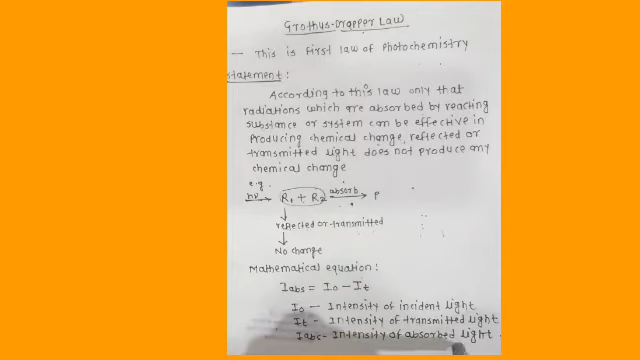 Grothus-Drapper Law
— This is first law of Photochemistry
Statement:
According to this law only that
radiations which are absorbed by reacting
substance or system can be effective in
Producing chemical change, reflected or
transmitted light does not produce any
chemical change
e.g.
hν → R₁ + R₂ absorb → P
↓
reflected or transmitted
↓
No change
Mathematical equation:
Iabs = Io - It
Io — Intensity of incident light
It - Intensity of transmitted light
Iabs - Intensity of absorbed light.